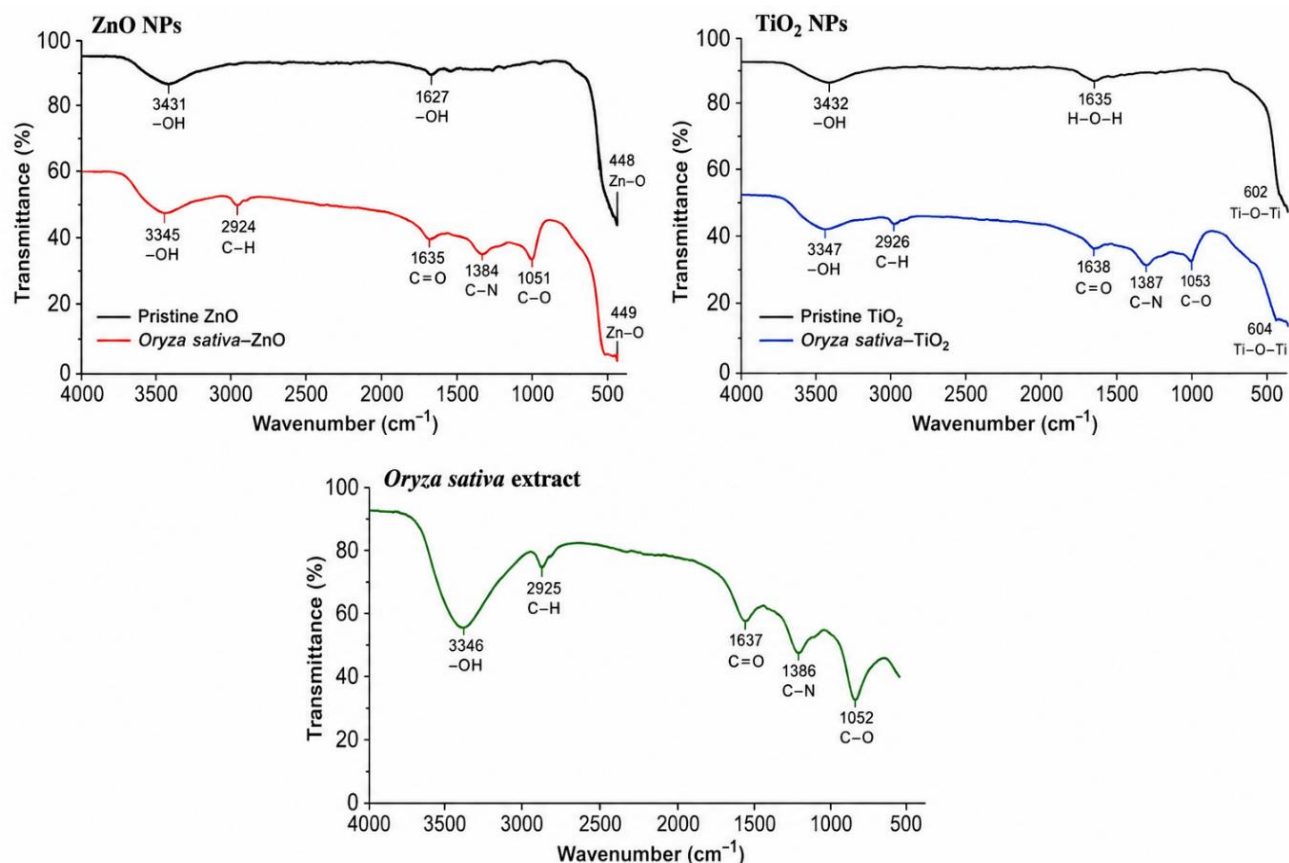 ZnO NPs
Transmittance (%)
100
80
60
40
20
0
3431
–OH
1627
–OH
448
Zn–O
3345
–OH
2924
C–H
1635
C=O
1384
C–N
1051
C–O
449
Zn–O
Pristine ZnO
Oryza sativa–ZnO
4000 3500 3000 2500 2000 1500 1000 500
Wavenumber (cm⁻¹)
TiO₂ NPs
Transmittance (%)
100
80
60
40
20
0
3432
–OH
1635
H–O–H
602
Ti–O–Ti
3347
–OH
2926
C–H
1638
C=O
1387
C–N
1053
C–O
604
Ti–O–Ti
Pristine TiO₂
Oryza sativa–TiO₂
4000 3500 3000 2500 2000 1500 1000 500
Wavenumber (cm⁻¹)
Oryza sativa extract
Transmittance (%)
100
80
60
40
20
0
3346
–OH
2925
C–H
1637
C=O
1386
C–N
1052
C–O
4000 3500 3000 2500 2000 1500 1000 500
Wavenumber (cm⁻¹)